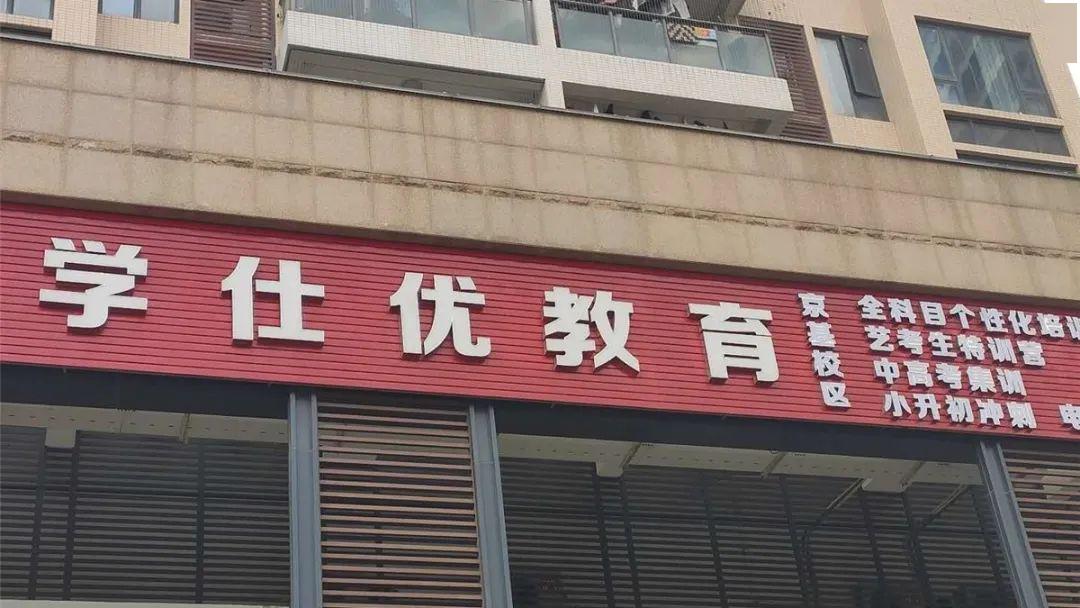 学仕优教育
京基校区
全科目个性化培训
艺考生特训营
中高考集训
小升初冲刺 电